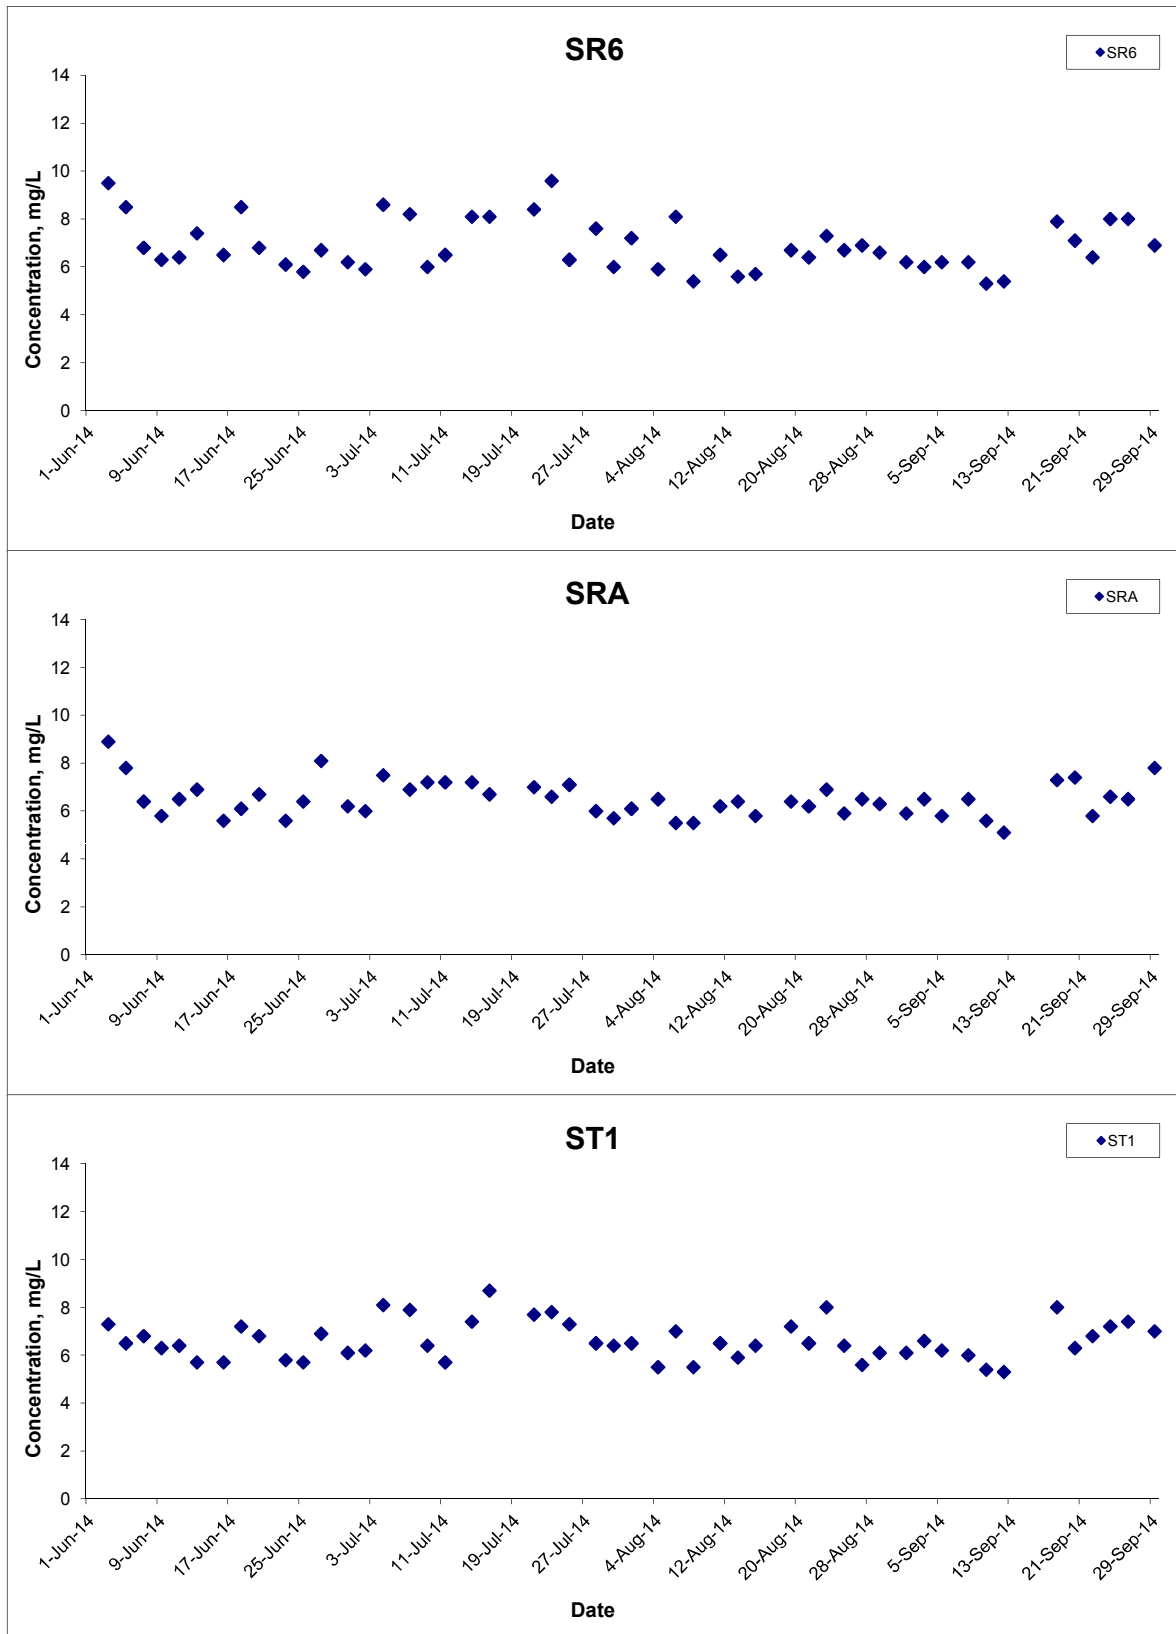 SR6
SR6
14
12
10
8
6
4
2
0
Concentration, mg/L
1-Jun-14
9-Jun-14
17-Jun-14
25-Jun-14
3-Jul-14
11-Jul-14
19-Jul-14
27-Jul-14
4-Aug-14
12-Aug-14
20-Aug-14
28-Aug-14
5-Sep-14
13-Sep-14
21-Sep-14
29-Sep-14
Date
SRA
SRA
14
12
10
8
6
4
2
0
Concentration, mg/L
1-Jun-14
9-Jun-14
17-Jun-14
25-Jun-14
3-Jul-14
11-Jul-14
19-Jul-14
27-Jul-14
4-Aug-14
12-Aug-14
20-Aug-14
28-Aug-14
5-Sep-14
13-Sep-14
21-Sep-14
29-Sep-14
Date
ST1
ST1
14
12
10
8
6
4
2
0
Concentration, mg/L
1-Jun-14
9-Jun-14
17-Jun-14
25-Jun-14
3-Jul-14
11-Jul-14
19-Jul-14
27-Jul-14
4-Aug-14
12-Aug-14
20-Aug-14
28-Aug-14
5-Sep-14
13-Sep-14
21-Sep-14
29-Sep-14
Date